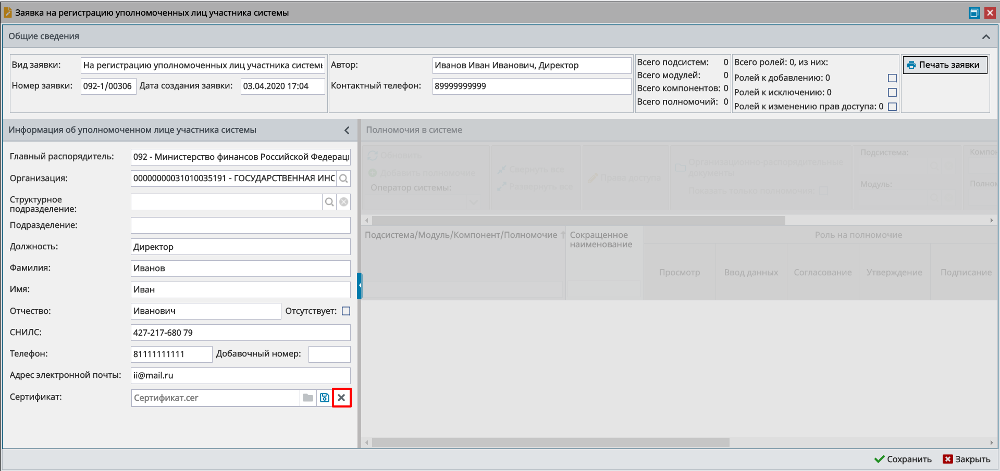 Заявка на регистрацию уполномоченных лиц участника системы
Общие сведения
Вид заявки: На регистрацию уполномоченных лиц участника системы
Номер заявки: 092-1/00306 Дата создания заявки: 03.04.2020 17:04
Автор: Иванов Иван Иванович, Директор
Контактный телефон: 89999999999
Всего подсистем: 0
Всего модулей: 0
Всего компонентов: 0
Всего полномочий: 0
Всего ролей: 0, из них:
Ролей к добавлению: 0
Ролей к исключению: 0
Ролей к изменению прав доступа: 0
Печать заявки
Информация об уполномоченном лице участника системы
Главный распорядитель: 092 - Министерство финансов Российской Федераци
Организация: 00000000031010035191 - ГОСУДАРСТВЕННАЯ ИНС
Структурное
подразделение:
Подразделение:
Должность: Директор
Фамилия: Иванов
Имя: Иван
Отчество: Иванович Отсутствует:
СНИЛС: 427-217-680 79
Телефон: 81111111111 Добавочный номер:
Адрес электронной почты: ii@mail.ru
Сертификат: Сертификат.cer
Полномочия в системе
Обновить
Добавить полномочие
Оператор системы:
Свернуть все
Развернуть все
Права доступа
Организационно-распорядительные
документы
Показать только полномочия:
Подсистема:
Модуль:
Компон
Полном
Подсистема/Модуль/Компонент/Полномочие
Сокращенное
наименование
Роль на полномочие
Просмотр Ввод данных Согласование Утверждение Подписание
Сохранить Закрыть